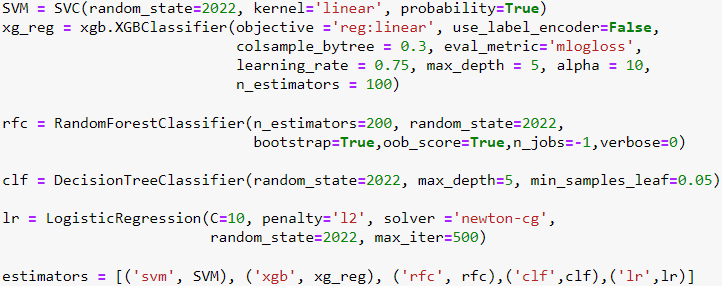 SVM = SVC(random_state=2022, kernel='linear', probability=True)
xg_reg = xgb.XGBClassifier(objective ='reg:linear', use_label_encoder=False,
colsample_bytree = 0.3, eval_metric='mlogloss',
learning_rate = 0.75, max_depth = 5, alpha = 10,
n_estimators = 100)
rfc = RandomForestClassifier(n_estimators=200, random_state=2022,
bootstrap=True,oob_score=True,n_jobs=-1,verbose=0)
clf = DecisionTreeClassifier(random_state=2022, max_depth=5, min_samples_leaf=0.05)
lr = LogisticRegression(C=10, penalty='l2', solver ='newton-cg',
random_state=2022, max_iter=500)
estimators = [('svm', SVM), ('xgb', xg_reg), ('rfc', rfc),('clf',clf),('lr',lr)]